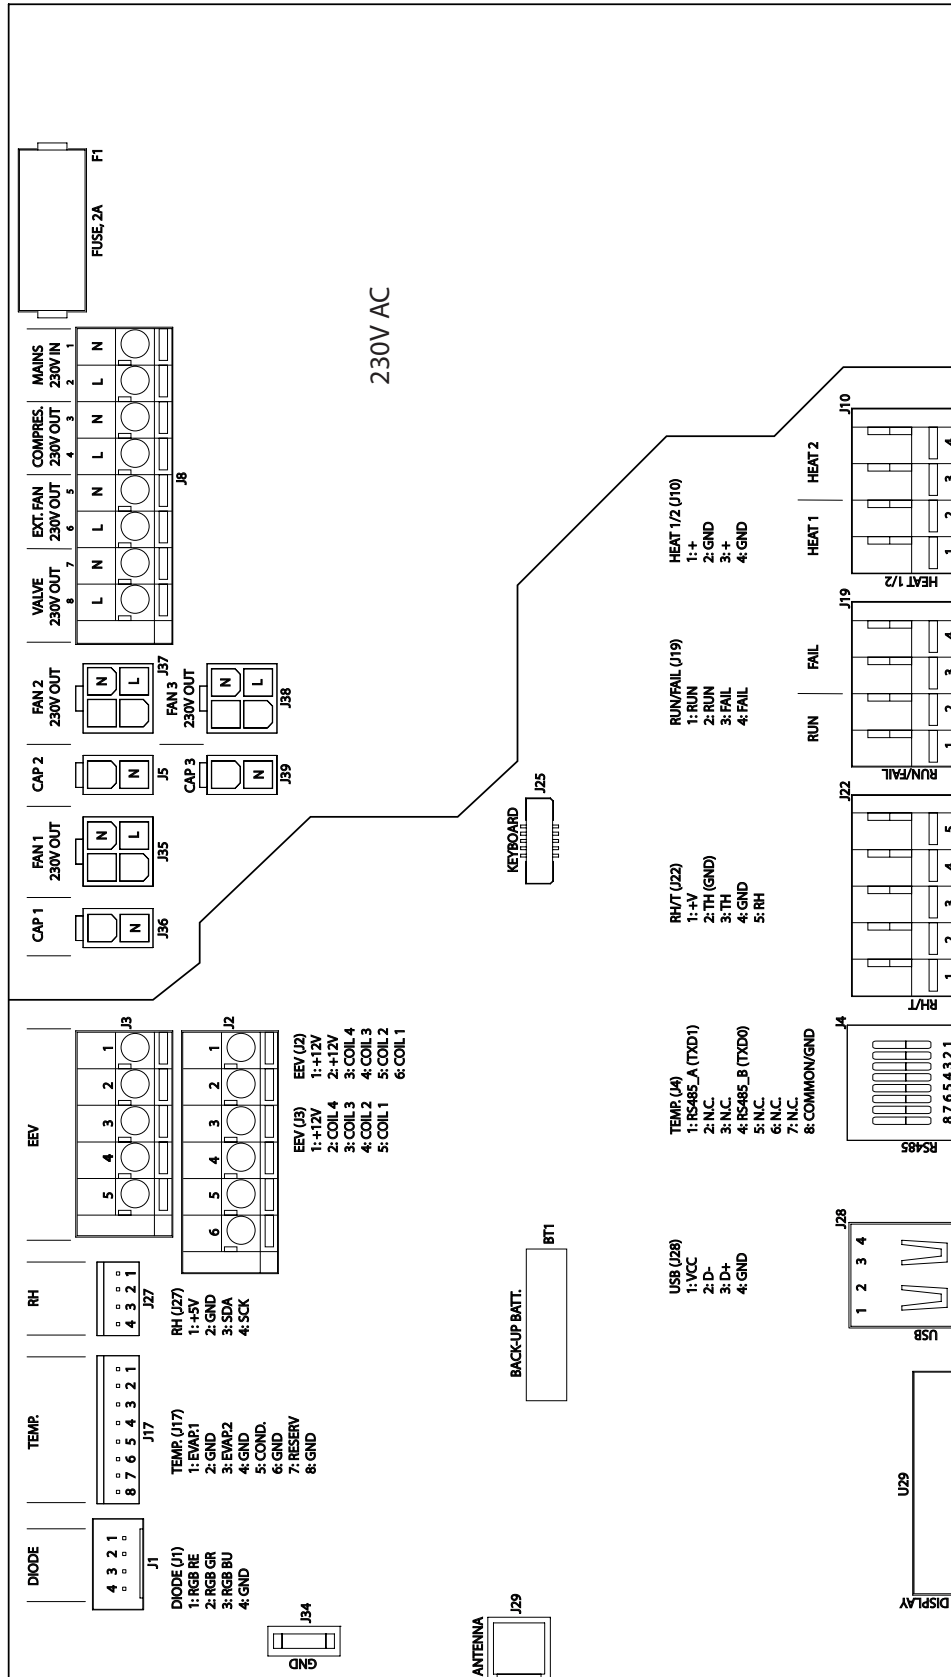 DIODE
4 3 2 1
J1
DIODE (J1)
1: RGB RE
2: RGB GR
3: RGB BU
4: GND
TEMP.
8 7 6 5 4 3 2 1
J17
TEMP. (J17)
1: EVAP.1
2: GND
3: EVAP.2
4: GND
5: COND.
6: GND
7: RESERV
8: GND
RH
4 3 2 1
J27
RH (J27)
1: +5V
2: GND
3: SDA
4: SCK
EEV
5 4 3 2 1
J3
6 5 4 3 2 1
J2
EEV (J3)
1: +12V
2: COIL 4
3: COIL 3
4: COIL 2
5: COIL 1
EEV (J2)
1: +12V
2: +12V
3: COIL 4
4: COIL 3
5: COIL 2
6: COIL 1
CAP 1
N
J36
FAN 1
230V OUT
N
L
J35
CAP 2
N
J5
FAN 2
230V OUT
N
L
J37
CAP 3
N
J39
FAN 3
230V OUT
N
L
J38
VALVE
230V OUT
EXT. FAN
230V OUT
COMPRES.
230V OUT
MAINS
230V IN
8 7 6 5 4 3 2 1
L N L N L N L N
J8
FUSE, 2A
F1
230V AC
GND
J34
ANTENNA
J29
BACK-UP BATT.
BT1
KEYBOARD
J25
USB (J28)
1: VCC
2: D-
3: D+
4: GND
TEMP. (J4)
1: RS485_A (TXD1)
2: N.C.
3: N.C.
4: RS485_B (TXD0)
5: N.C.
6: N.C.
7: N.C.
8: COMMON/GND
RH/T (J22)
1: +V
2: TH (GND)
3: TH
4: GND
5: RH
RUN/FAIL (J19)
1: RUN
2: RUN
3: FAIL
4: FAIL
HEAT 1/2 (J10)
1: +
2: GND
3: +
4: GND
RUN
FAIL
HEAT 1
HEAT 2
DISPLAY
U29
USB
J28
1 2 3 4
RS485
J4
8 7 6 5 4 3 2 1
RH/T
J22
1 2 3 4 5
RUN/FAIL
J19
1 2 3 4
HEAT 1/2
J10
1 2 3 4